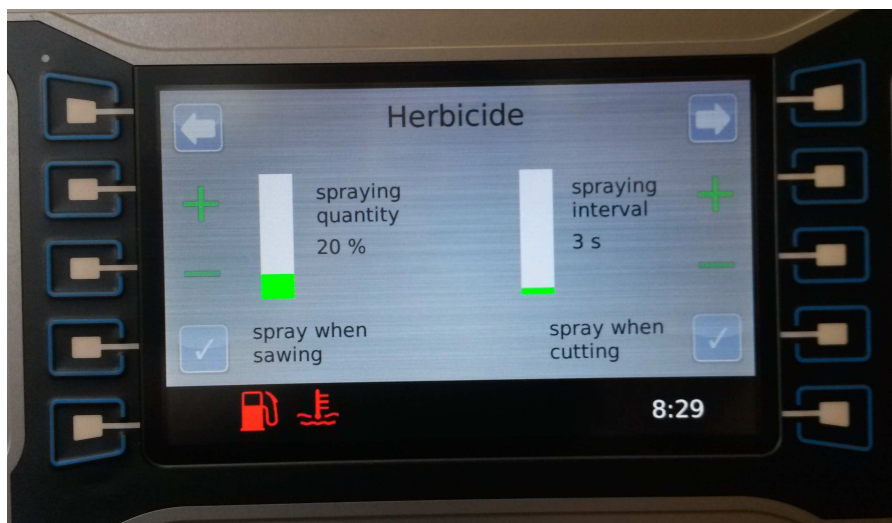 Herbicide
spraying
quantity
20 %
spraying
interval
3 s
spray when
sawing
spray when
cutting
8:29